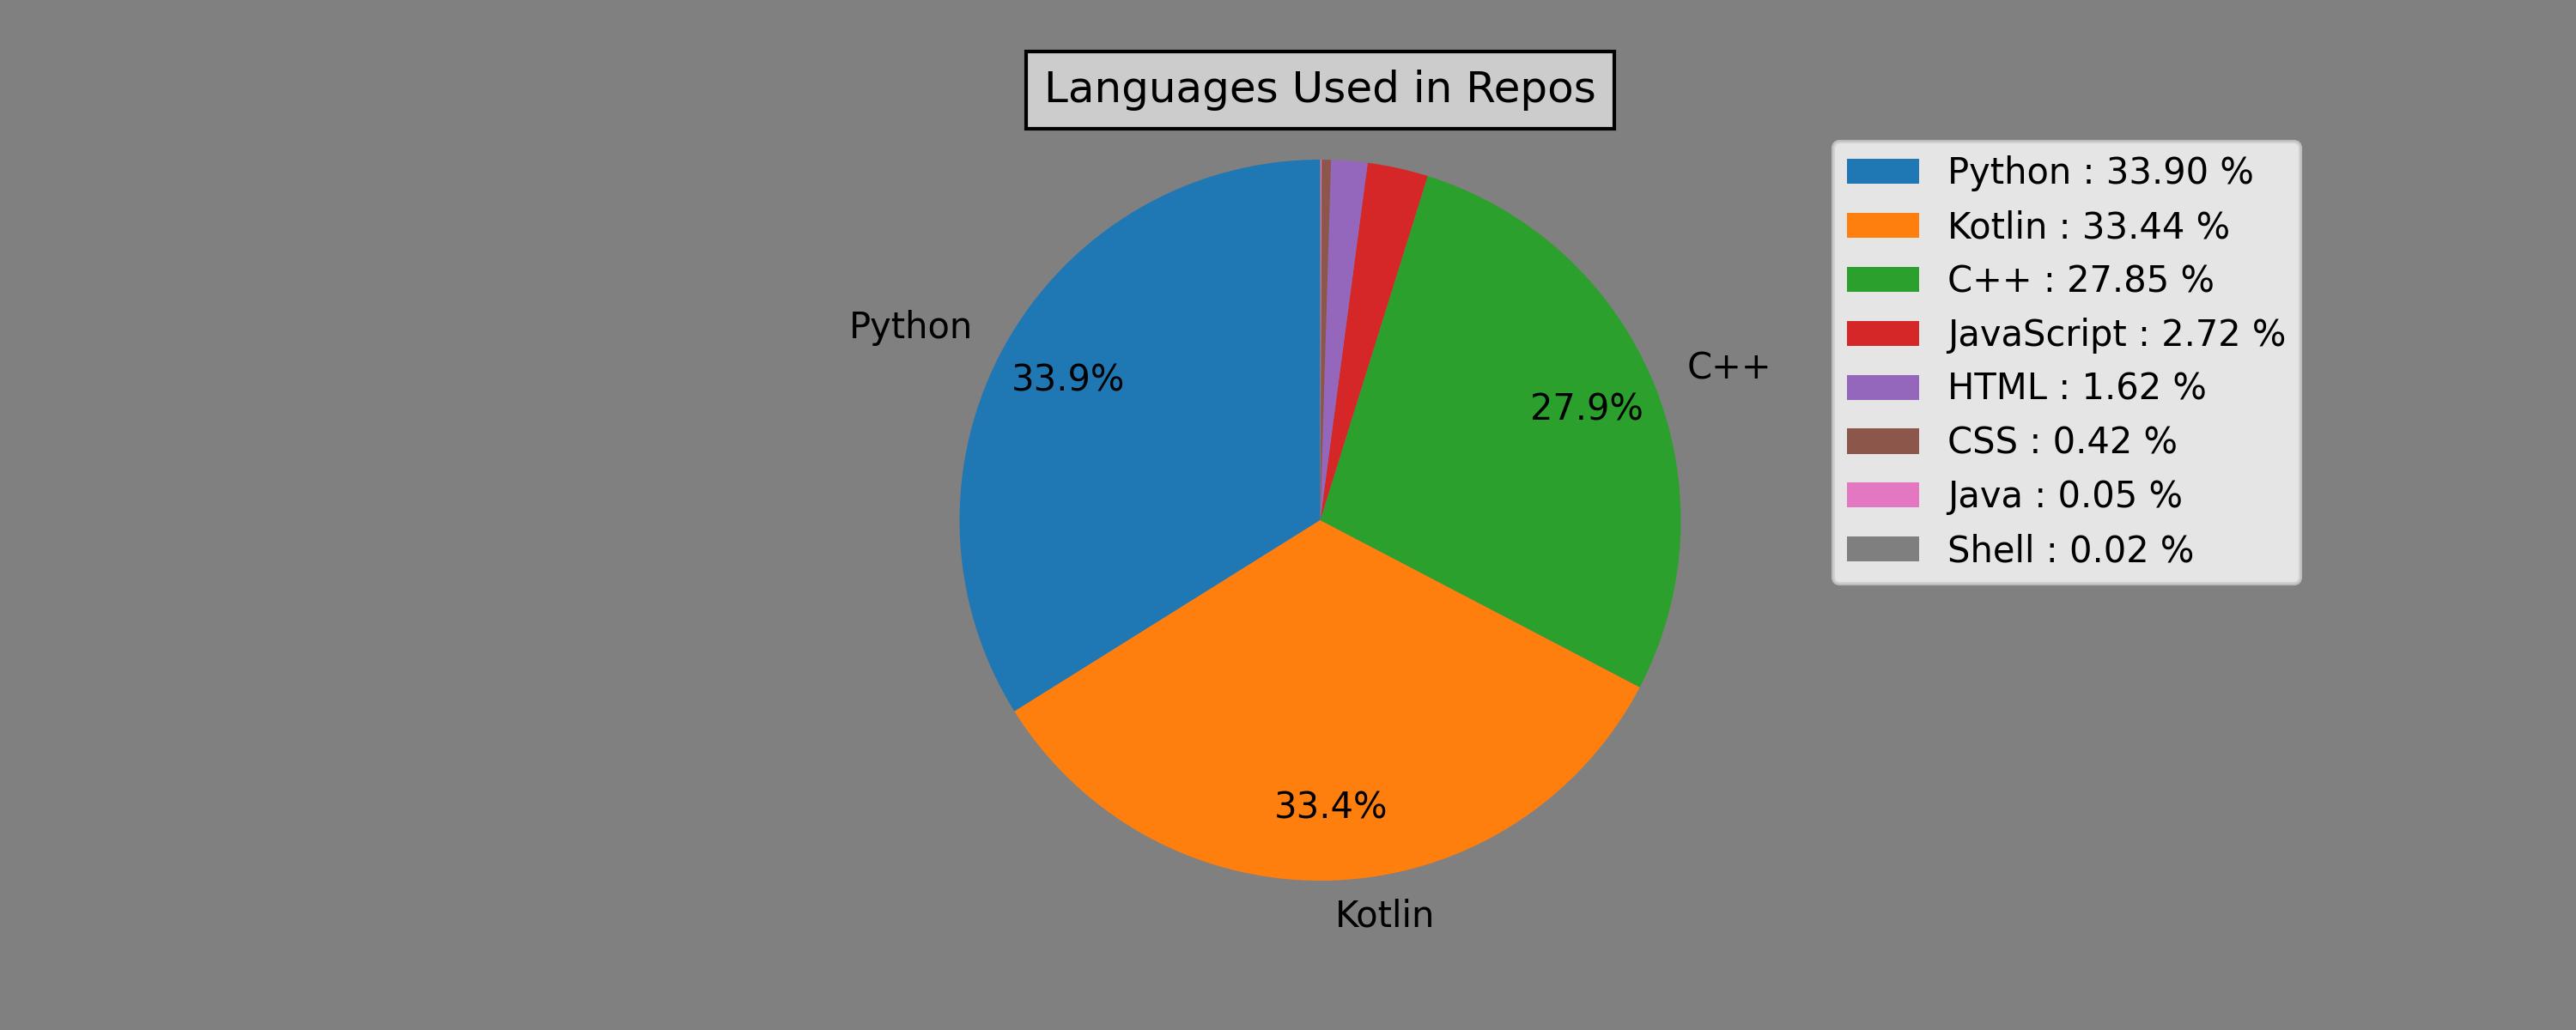 Languages Used in Repos
Python
33.9%
C++
27.9%
33.4%
Kotlin
Python : 33.90 %
Kotlin : 33.44 %
C++ : 27.85 %
JavaScript : 2.72 %
HTML : 1.62 %
CSS : 0.42 %
Java : 0.05 %
Shell : 0.02 %